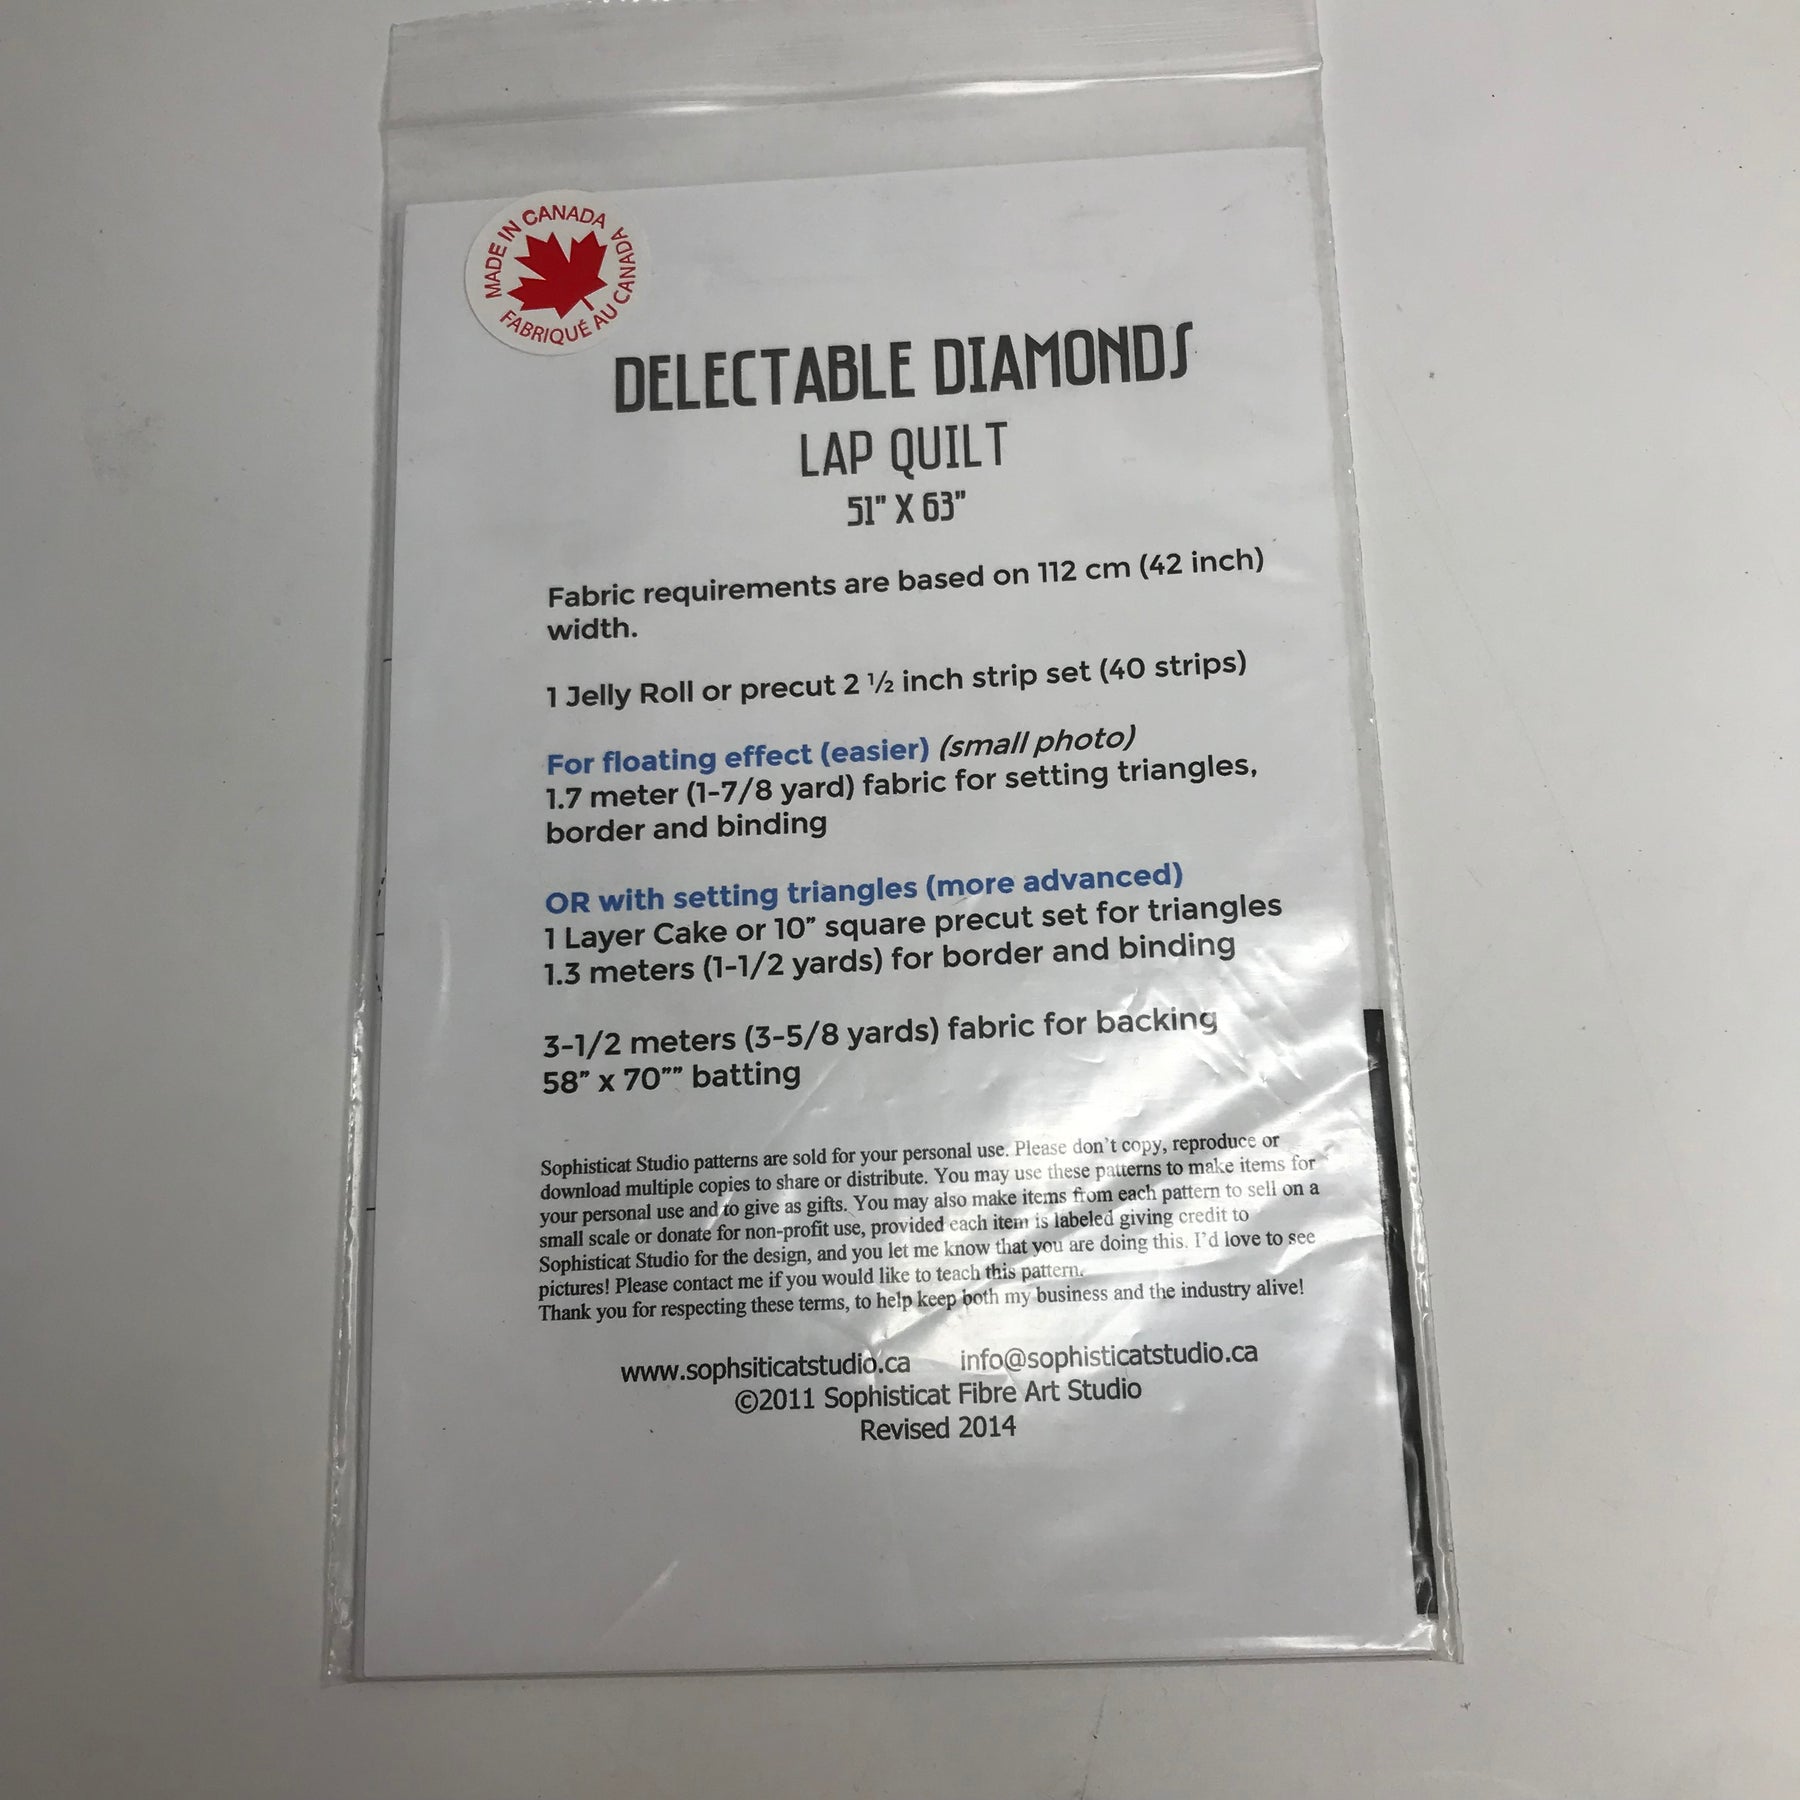 MADE IN CANADA
FABRIQUÉ AU CANADA
DELECTABLE DIAMONDS
LAP QUILT
51" X 63"
Fabric requirements are based on 112 cm (42 inch)
width.
1 Jelly Roll or precut 2 ½ inch strip set (40 strips)
For floating effect (easier) (small photo)
1.7 meter (1-7/8 yard) fabric for setting triangles,
border and binding
OR with setting triangles (more advanced)
1 Layer Cake or 10” square precut set for triangles
1.3 meters (1-1/2 yards) for border and binding
3-1/2 meters (3-5/8 yards) fabric for backing
58” x 70”” batting
Sophisticat Studio patterns are sold for your personal use. Please don’t copy, reproduce or
download multiple copies to share or distribute. You may use these patterns to make items for
your personal use and to give as gifts. You may also make items from each pattern to sell on a
small scale or donate for non-profit use, provided each item is labeled giving credit to
Sophisticat Studio for the design, and you let me know that you are doing this. I’d love to see
pictures! Please contact me if you would like to teach this pattern.
Thank you for respecting these terms, to help keep both my business and the industry alive!
www.sophsiticatstudio.ca info@sophisticatstudio.ca
©2011 Sophisticat Fibre Art Studio
Revised 2014